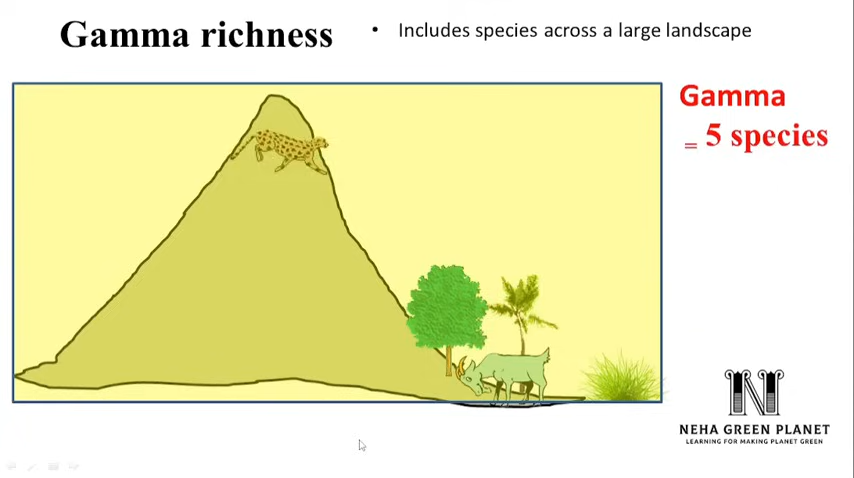 Gamma richness
• Includes species across a large landscape
Gamma
= 5 species
N
NEHA GREEN PLANET
LEARNING FOR MAKING PLANET GREEN